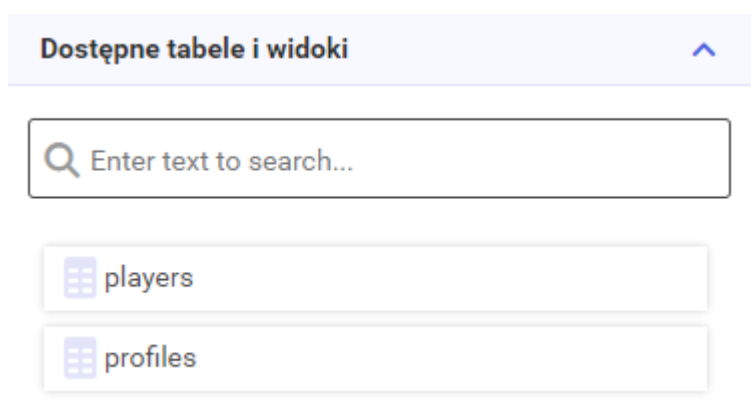 Dostępne tabele i widoki
Enter text to search...
players
profiles